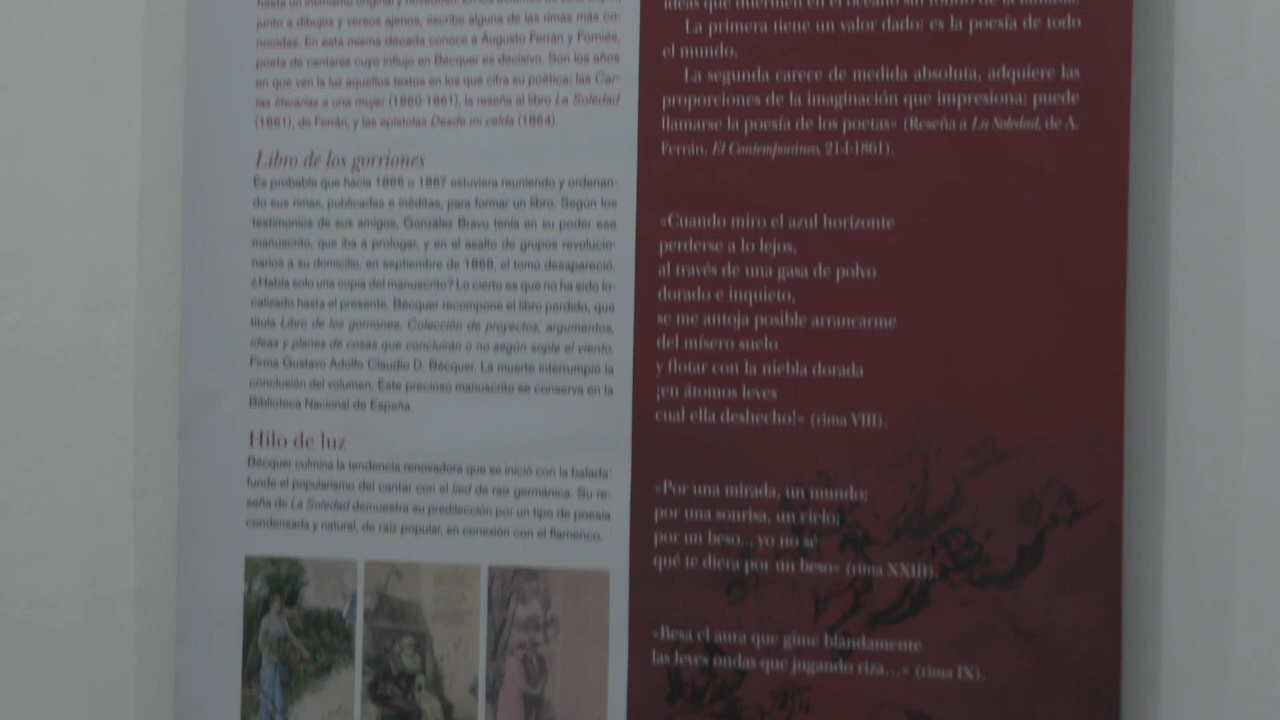 junto a dibujos y versos ajenos, escribe alguna de las rimas más co-
nocidas. En esta misma década conoce a Augusto Ferrán y Forniés,
poeta de cantares cuyo influjo en Bécquer es decisivo. Son los años
en que ven la luz aquellos textos en los que cifra su poética: las Car-
tas literarias a una mujer (1860-1861), la reseña al libro La Soledad
(1861), de Ferrán, y las epístolas Desde mi celda (1864).
Libro de los gorriones
Es probable que hacia 1866 o 1867 estuviera reuniendo y ordenan-
do sus rimas, publicadas e inéditas, para formar un libro. Según los
testimonios de sus amigos, González Bravo tenía en su poder ese
manuscrito, que iba a prologar, y en el asalto de grupos revolucio-
narios a su domicilio, en septiembre de 1868, el tomo desapareció.
¿Había solo una copia del manuscrito? Lo cierto es que no ha sido lo-
calizado hasta el presente. Bécquer recompone el libro perdido, que
titula Libro de los gorriones. Colección de proyectos, argumentos,
ideas y planes de cosas que concluirán o no según sople el viento.
Firma Gustavo Adolfo Claudio D. Bécquer. La muerte interrumpió la
conclusión del volumen. Este precioso manuscrito se conserva en la
Biblioteca Nacional de España.
Hilo de luz
Bécquer culmina la tendencia renovadora que se inició con la balada:
funde el popularismo del cantar con el lied de raíz germánica. Su re-
seña de La Soledad demuestra su predilección por un tipo de poesía
condensada y natural, de raíz popular, en conexión con el flamenco.
ideas que duermen en el océano sin fondo de la fantasía.
La primera tiene un valor dado: es la poesía de todo
el mundo.
La segunda carece de medida absoluta, adquiere las
proporciones de la imaginación que impresiona: puede
llamarse la poesía de los poetas» (Reseña a La Soledad, de A.
Ferrán, El Contemporáneo, 21-I-1861).
«Cuando miro el azul horizonte
perderse a lo lejos,
al través de una gasa de polvo
dorado e inquieto,
se me antoja posible arrancarme
del mísero suelo
y flotar con la niebla dorada
¡en átomos leves
cual ella deshecho!» (rima VIII).
«Por una mirada, un mundo;
por una sonrisa, un cielo;
por un beso... yo no sé
qué te diera por un beso» (rima XXIII).
«Besa el aura que gime blandamente
las leves ondas que jugando riza...» (rima IX).